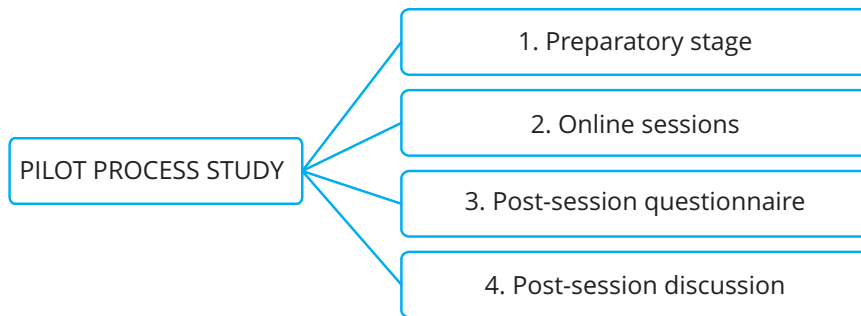 PILOT PROCESS STUDY
1. Preparatory stage
2. Online sessions
3. Post-session questionnaire
4. Post-session discussion